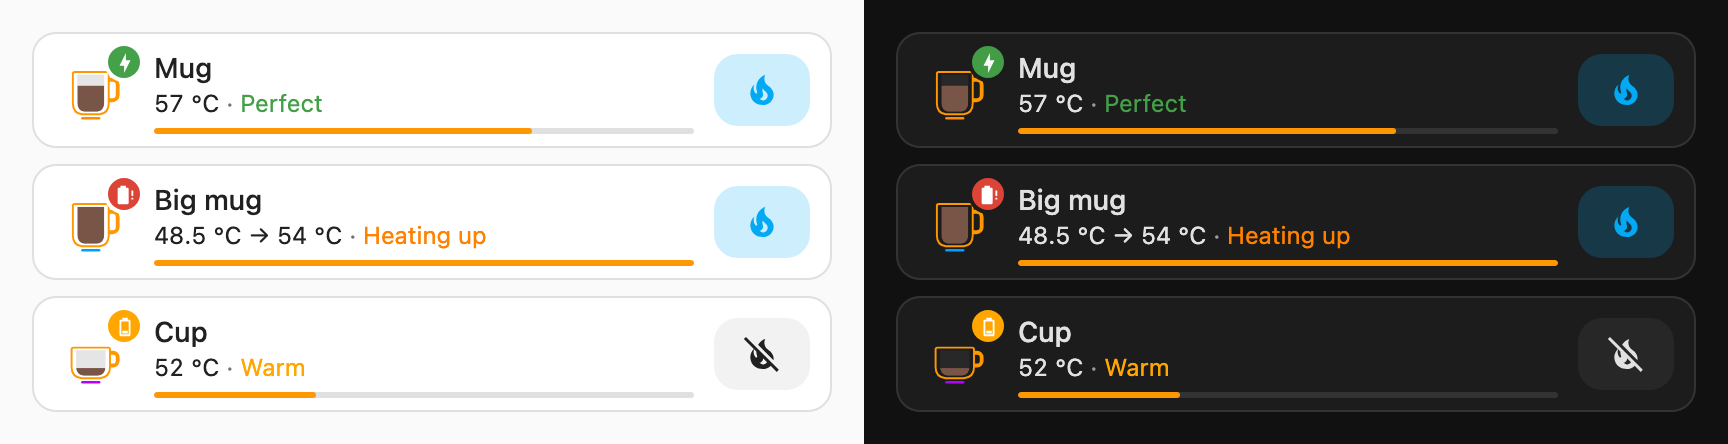 Mug
57 °C · Perfect
Big mug
48.5 °C → 54 °C · Heating up
Cup
52 °C · Warm
Mug
57 °C · Perfect
Big mug
48.5 °C → 54 °C · Heating up
Cup
52 °C · Warm